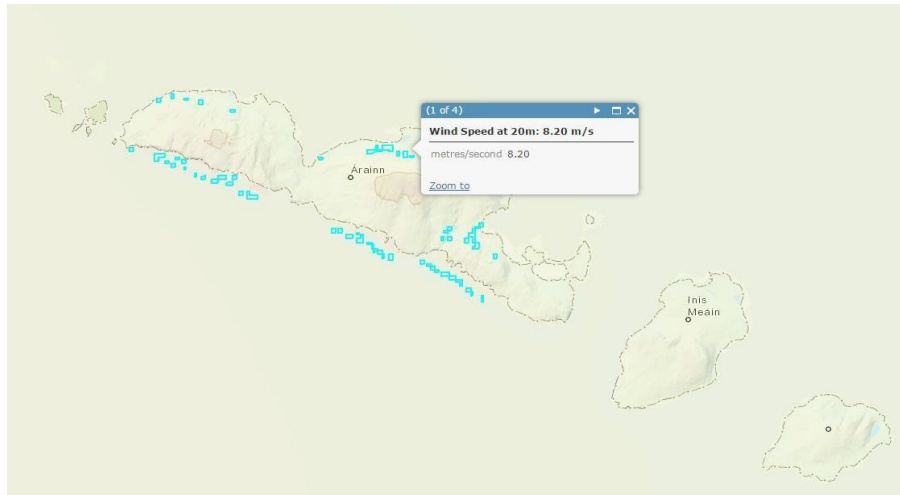 (1 of 4)
Wind Speed at 20m: 8.20 m/s
metres/second 8.20
Zoom to
Árainn
Inis
Meáin